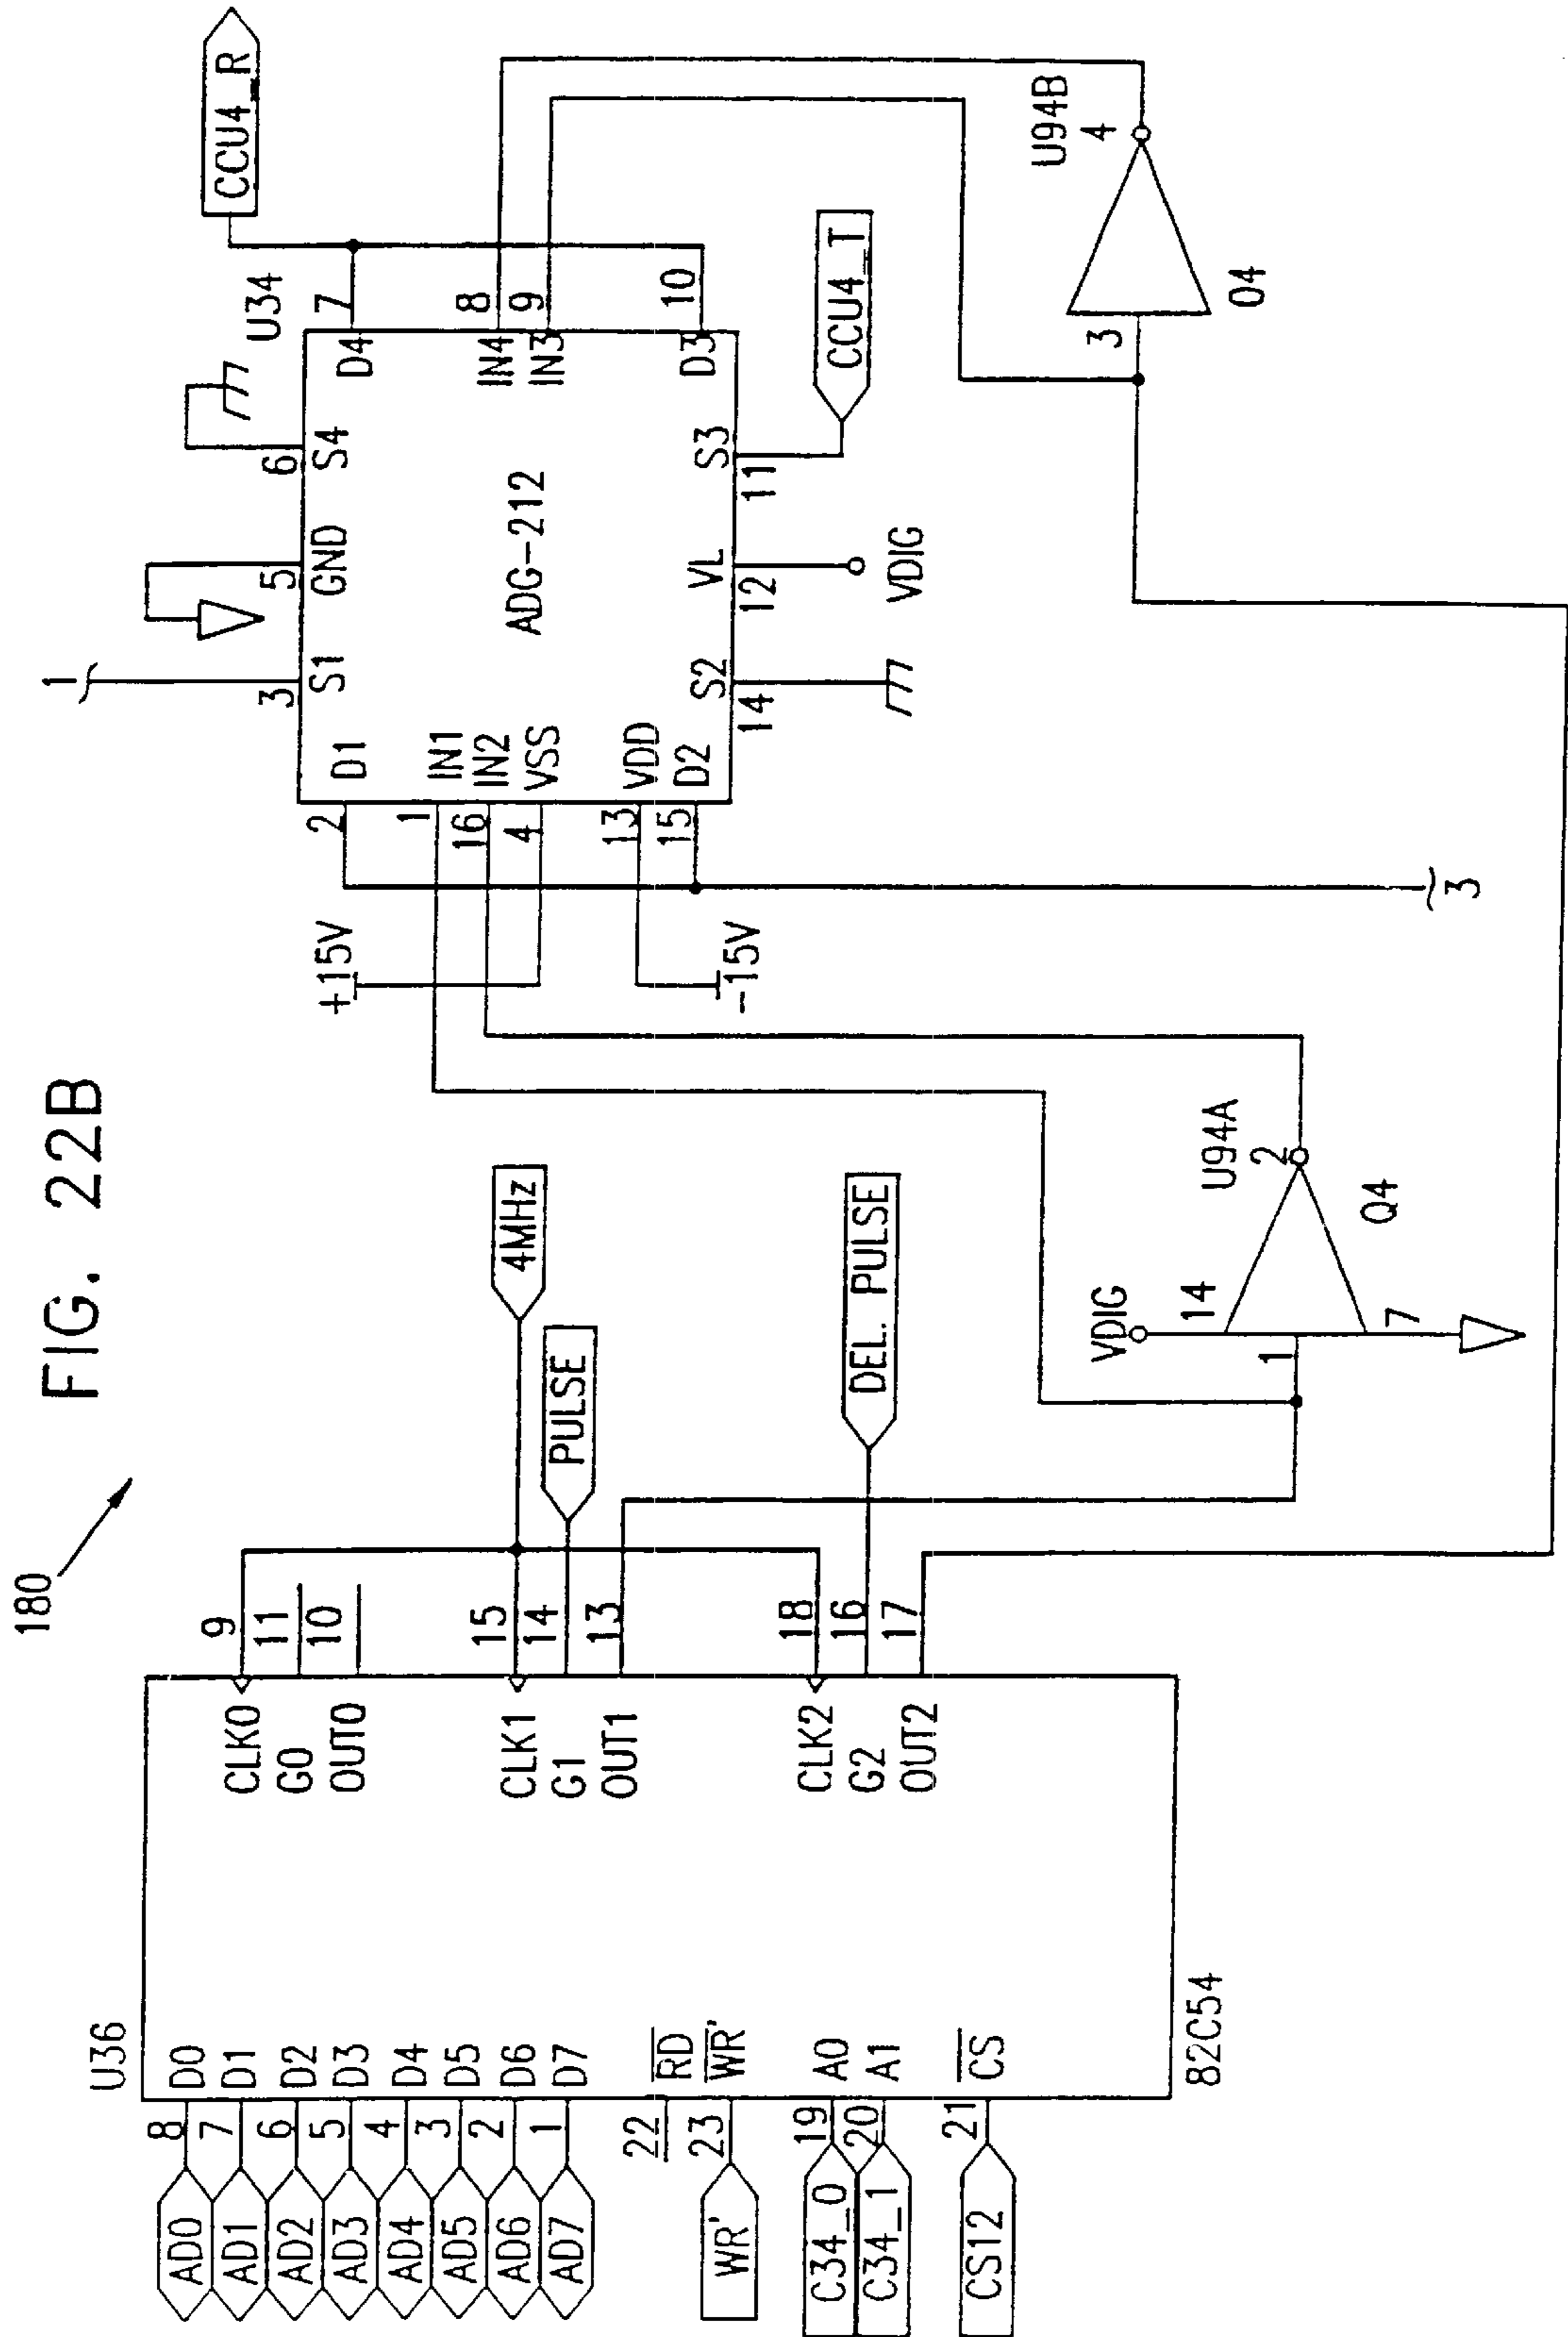 FIG. 22B
180
U36
8 D0
7 D1
6 D2
5 D3
4 D4
3 D5
2 D6
1 D7
22 RD
23 WR'
19 A0
20 A1
21 CS
AD0
AD1
AD2
AD3
AD4
AD5
AD6
AD7
WR'
C34_0
C34_1
CS12
82C54
CLK0 9
G0 11
OUT0 10
CLK1 15
G1 14
OUT1 13
CLK2 18
G2 16
OUT2 17
4MHz
PULSE
DEL. PULSE
VDIG
14
1
7
2
U94A
Q4
+15V
-15V
3
2 D1
1 IN1
16 IN2
4 VSS
13 VDD
15 D2
1
3 S1
5 GND
6 S4
ADG-212
14 S2
12 VL
11 S3
VDIG
U34
D4 7
IN4 8
IN3 9
D3 10
CCU4_R
CCU4_T
3
U94B
4
04